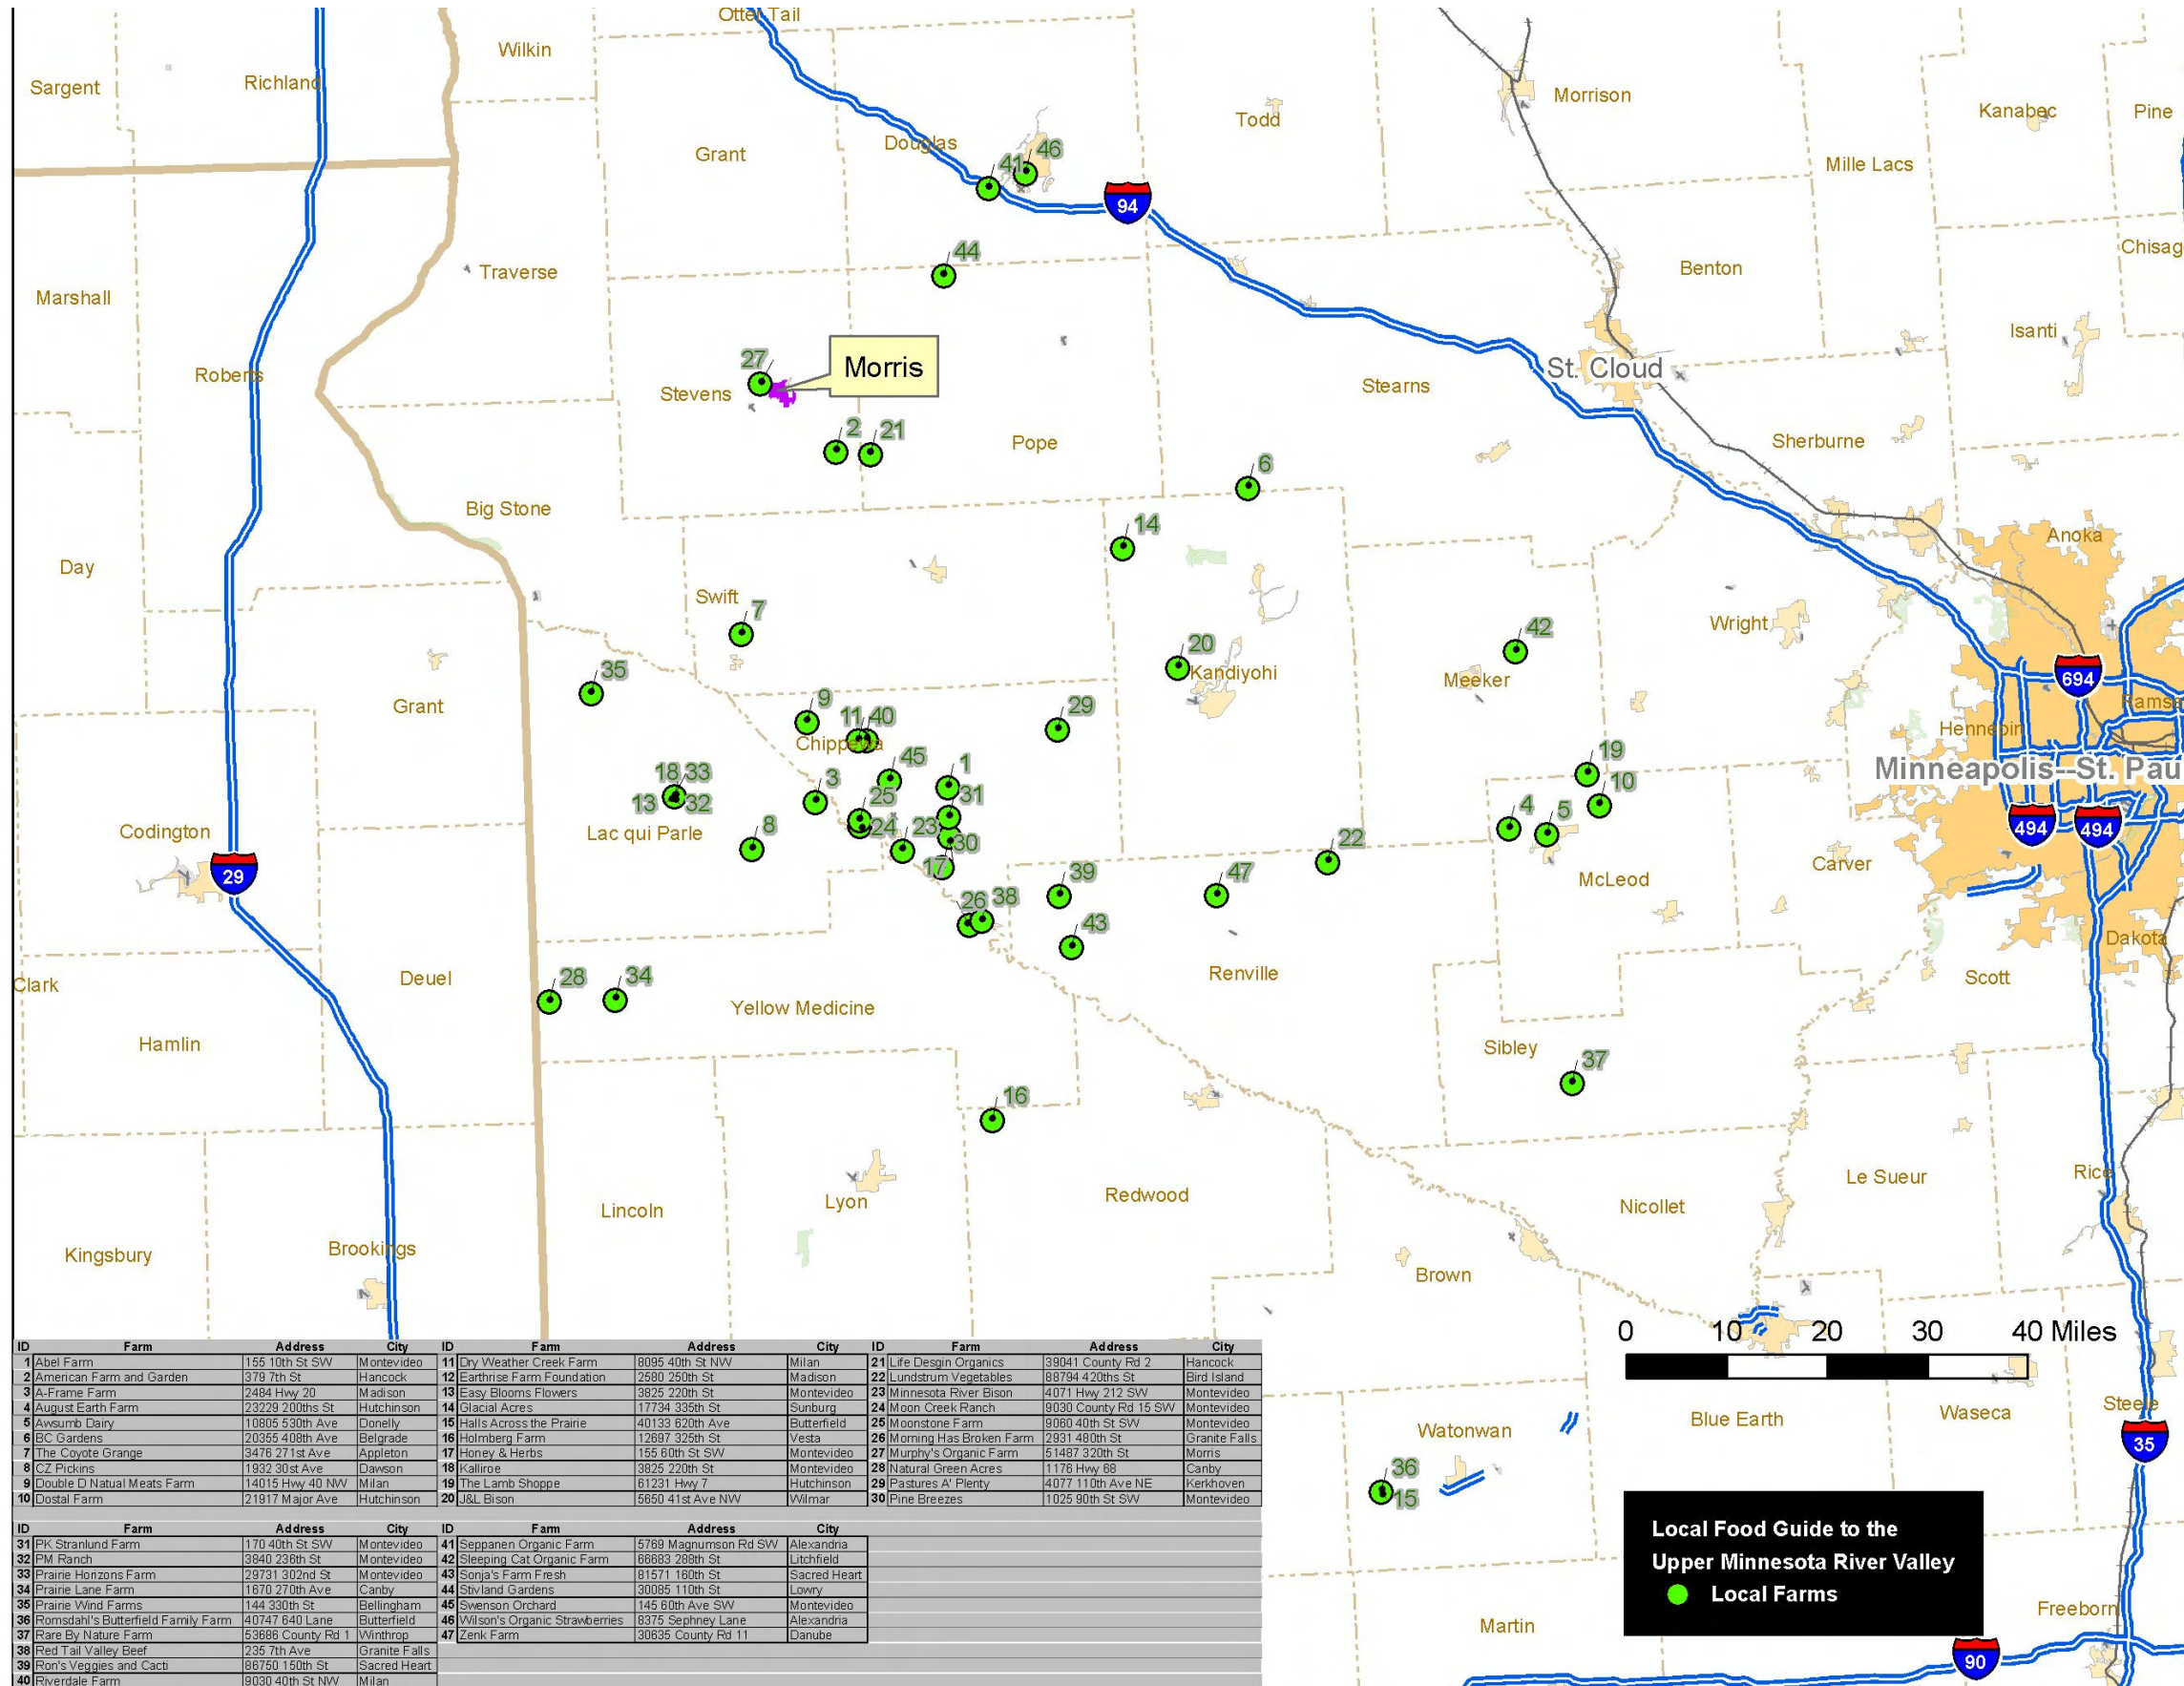 Otter Tail
Wilkin
Sargent
Richland
Morrison
Kanabec
Pine
Todd
Grant
Douglas
41
46
Mille Lacs
94
44
Traverse
Benton
Chisag
Marshall
Isanti
27
Morris
St. Cloud
Roberts
Stevens
Stearns
2
21
Pope
Sherburne
6
Big Stone
14
Anoka
Day
Swift
7
Wright
42
20
Kandiyohi
35
Meeker
694
Grant
9
Ramse
11
40
29
Hennepin
Chippewa
19
45
1
Minneapolis--St. Pau
18
33
3
13
32
25
31
10
4
5
494
494
Codington
Lac qui Parle
8
24
23
30
22
29
17
39
47
Carver
McLeod
26
38
43
Dakota
Clark
Deuel
28
34
Renville
Scott
Yellow Medicine
Hamlin
Sibley
37
16
Rice
Le Sueur
Lincoln
Lyon
Redwood
Nicollet
Kingsbury
Brookings
Brown
0 10 20 30 40 Miles
Steele
Watonwan
Blue Earth
Waseca
35
36
15
Local Food Guide to the
Upper Minnesota River Valley
Local Farms
Freeborn
Martin
90
ID Farm Address City ID Farm Address City ID Farm Address City
1 Abel Farm 155 10th St SW Montevideo 11 Dry Weather Creek Farm 8095 40th St NW Milan 21 Life Desgin Organics 39041 County Rd 2 Hancock
2 American Farm and Garden 379 7th St Hancock 12 Earthrise Farm Foundation 2580 250th St Madison 22 Lundstrum Vegetables 88794 420ths St Bird Island
3 A-Frame Farm 2484 Hwy 20 Madison 13 Easy Blooms Flowers 3825 220th St Montevideo 23 Minnesota River Bison 4071 Hwy 212 SW Montevideo
4 August Earth Farm 23229 200ths St Hutchinson 14 Glacial Acres 17734 335th St Sunburg 24 Moon Creek Ranch 9030 County Rd 15 SW Montevideo
5 Awsumb Dairy 10805 530th Ave Donelly 15 Halls Across the Prairie 40133 620th Ave Butterfield 25 Moonstone Farm 9060 40th St SW Montevideo
6 BC Gardens 20355 408th Ave Belgrade 16 Holmberg Farm 12697 325th St Vesta 26 Morning Has Broken Farm 2931 480th St Granite Falls
7 The Coyote Grange 3476 271st Ave Appleton 17 Honey & Herbs 155 60th St SW Montevideo 27 Murphy's Organic Farm 51487 320th St Morris
8 CZ Pickins 1932 30st Ave Dawson 18 Kalliroe 3825 220th St Montevideo 28 Natural Green Acres 1176 Hwy 68 Canby
9 Double D Natual Meats Farm 14015 Hwy 40 NW Milan 19 The Lamb Shoppe 61231 Hwy 7 Hutchinson 29 Pastures A' Plenty 4077 110th Ave NE Kerkhoven
10 Dostal Farm 21917 Major Ave Hutchinson 20 J&L Bison 5650 41st Ave NW Wilmar 30 Pine Breezes 1025 90th St SW Montevideo
ID Farm Address City ID Farm Address City
31 PK Stranlund Farm 170 40th St SW Montevideo 41 Seppanen Organic Farm 5769 Magnumson Rd SW Alexandria
32 PM Ranch 3840 236th St Montevideo 42 Sleeping Cat Organic Farm 66683 288th St Litchfield
33 Prairie Horizons Farm 29731 302nd St Montevideo 43 Sonja's Farm Fresh 81571 160th St Sacred Heart
34 Prairie Lane Farm 1670 270th Ave Canby 44 Stivland Gardens 30085 110th St Lowry
35 Prairie Wind Farms 144 330th St Bellingham 45 Swenson Orchard 145 60th Ave SW Montevideo
36 Romsdahl's Butterfield Family Farm 40747 640 Lane Butterfield 46 Wilson's Organic Strawberries 8375 Sephney Lane Alexandria
37 Rare By Nature Farm 53686 County Rd 1 Winthrop 47 Zenk Farm 30635 County Rd 11 Danube
38 Red Tail Valley Beef 235 7th Ave Granite Falls
39 Ron's Veggies and Cacti 86750 150th St Sacred Heart
40 Riverdale Farm 9030 40th St NW Milan